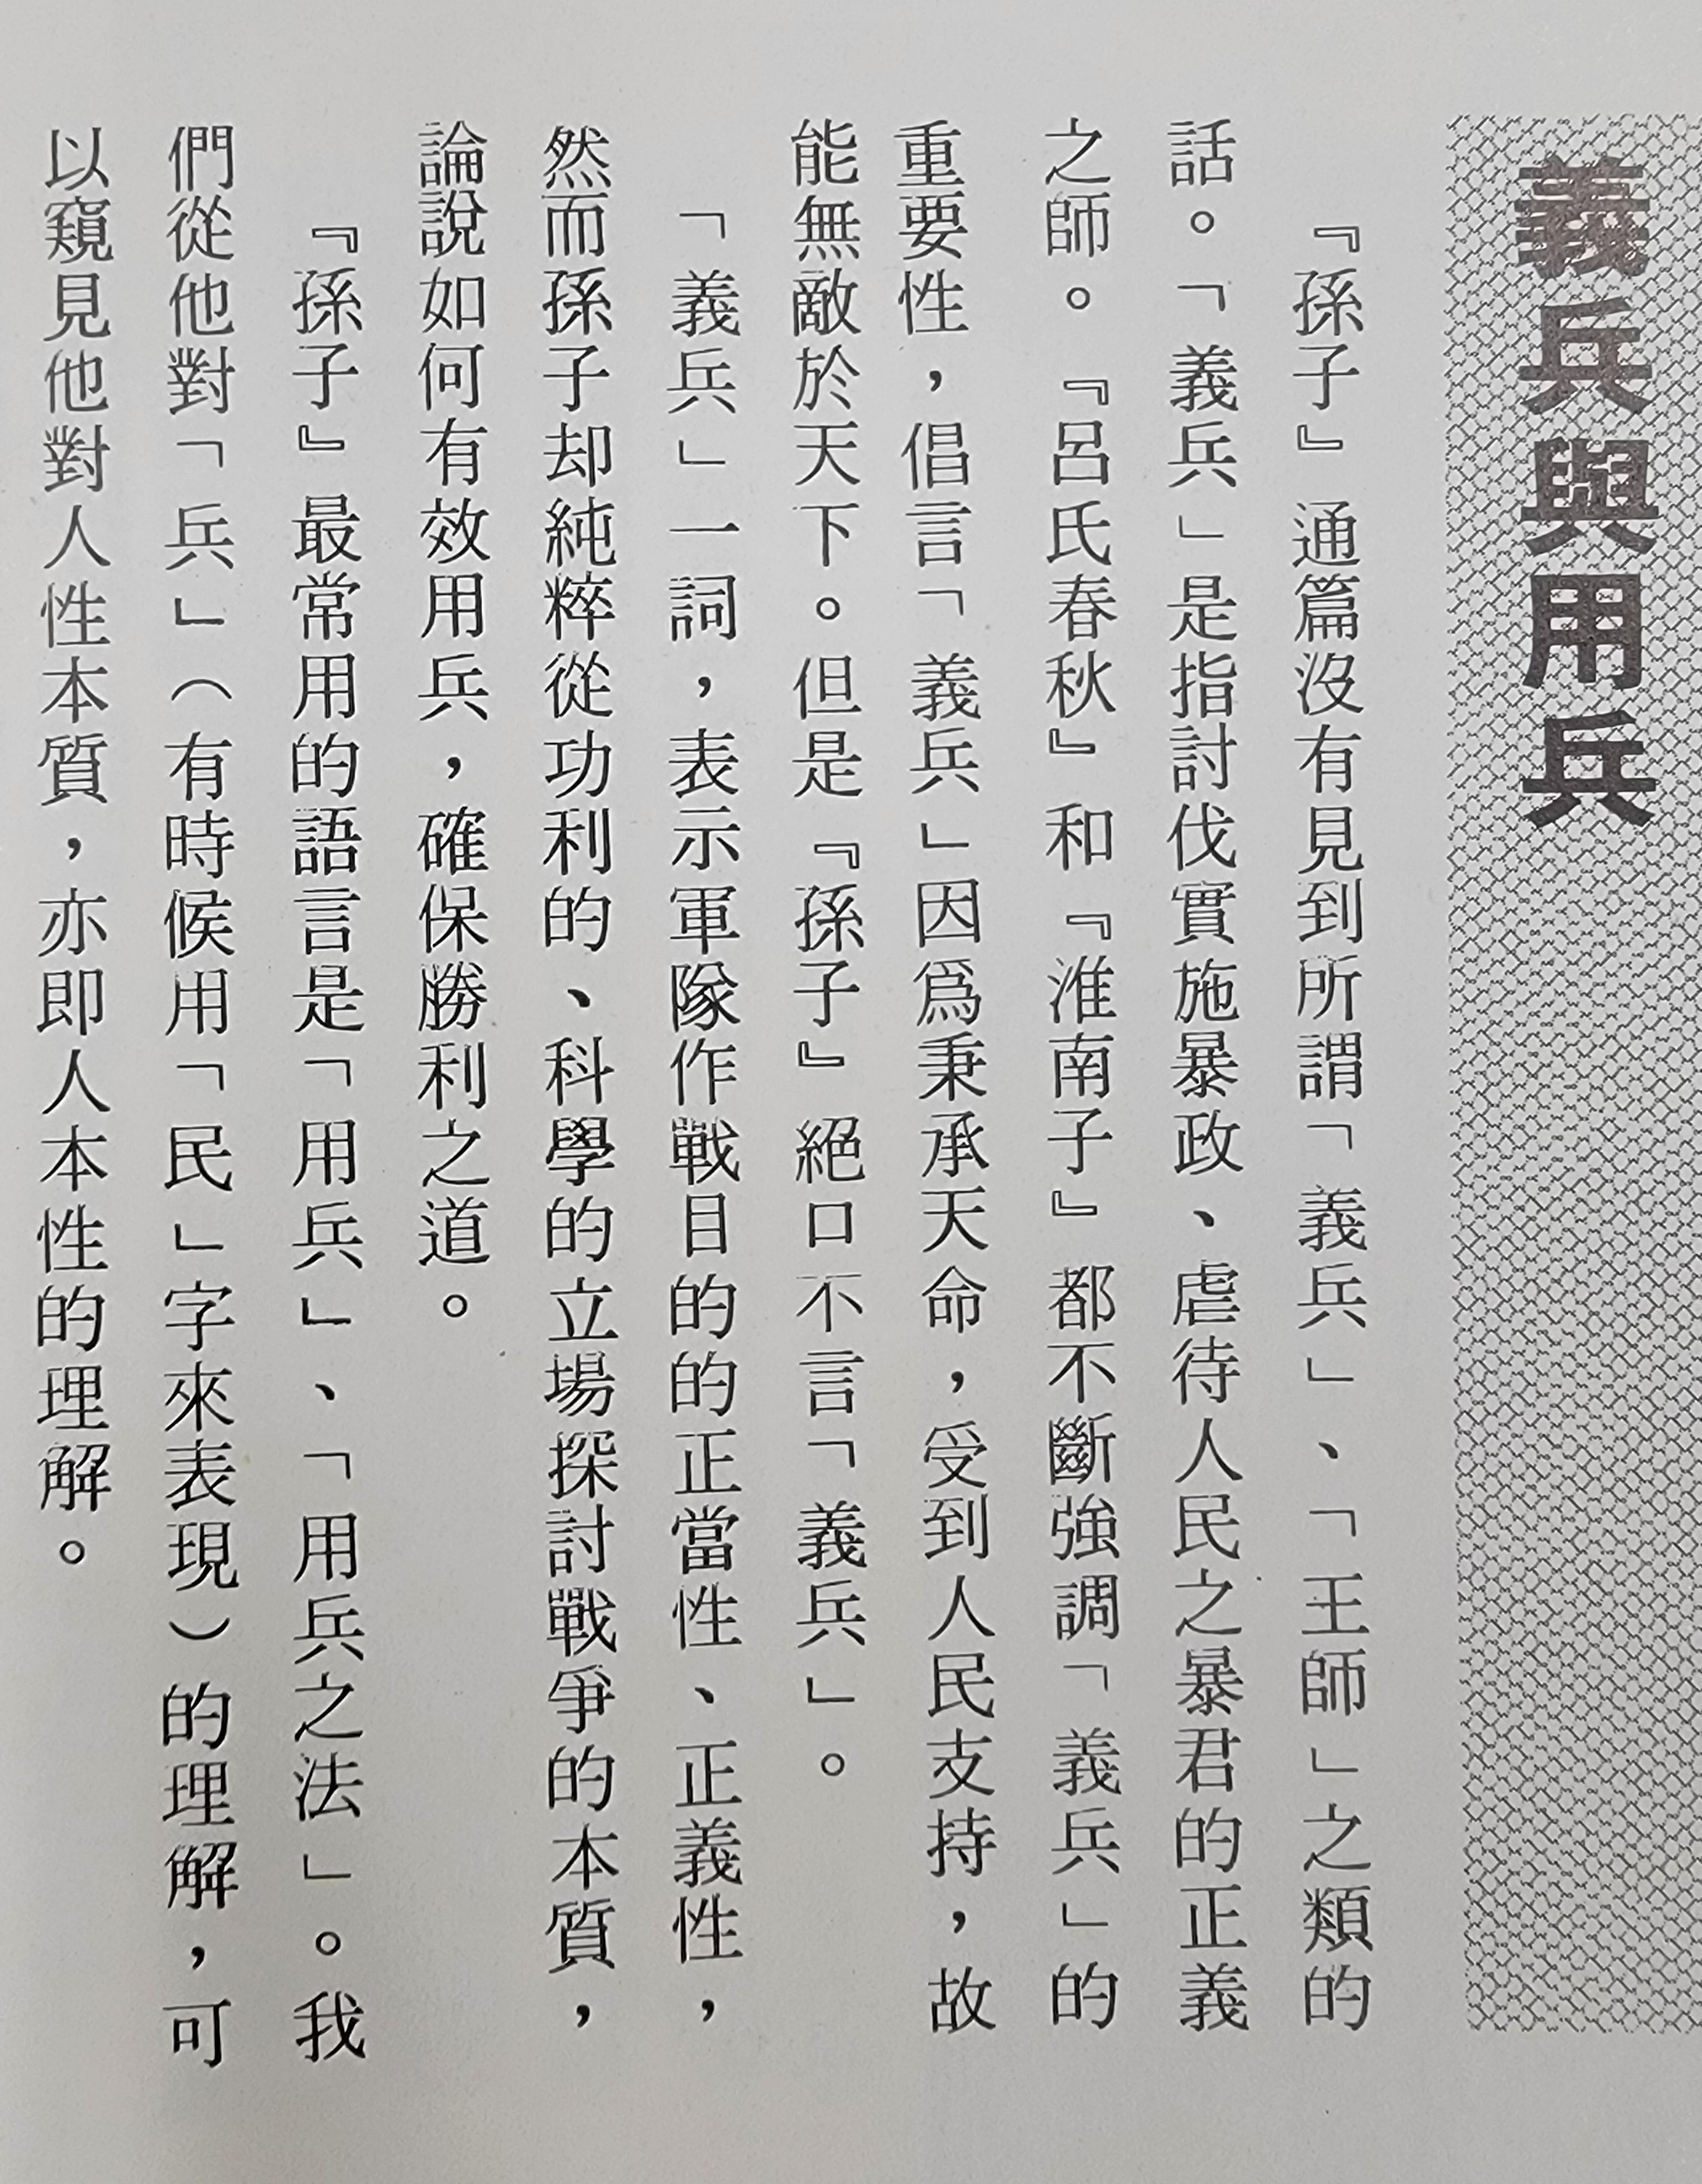 義兵與用兵
『孫子』通篇沒有見到所謂「義兵」、「王師」之類的
話。「義兵」是指討伐實施暴政、虐待人民之暴君的正義
之師。『呂氏春秋』和『淮南子』都不斷強調「義兵」的
重要性，倡言「義兵」因爲秉承天命，受到人民支持，故
能無敵於天下。但是『孫子』絕口不言「義兵」。
「義兵」一詞，表示軍隊作戰目的的正當性、正義性，
然而孫子却純粹從功利的、科學的立場探討戰爭的本質，
論說如何有效用兵，確保勝利之道。
『孫子』最常用的語言是「用兵」、「用兵之法」。我
們從他對「兵」（有時候用「民」字來表現）的理解，可
以窺見他對人性本質，亦即人本性的理解。